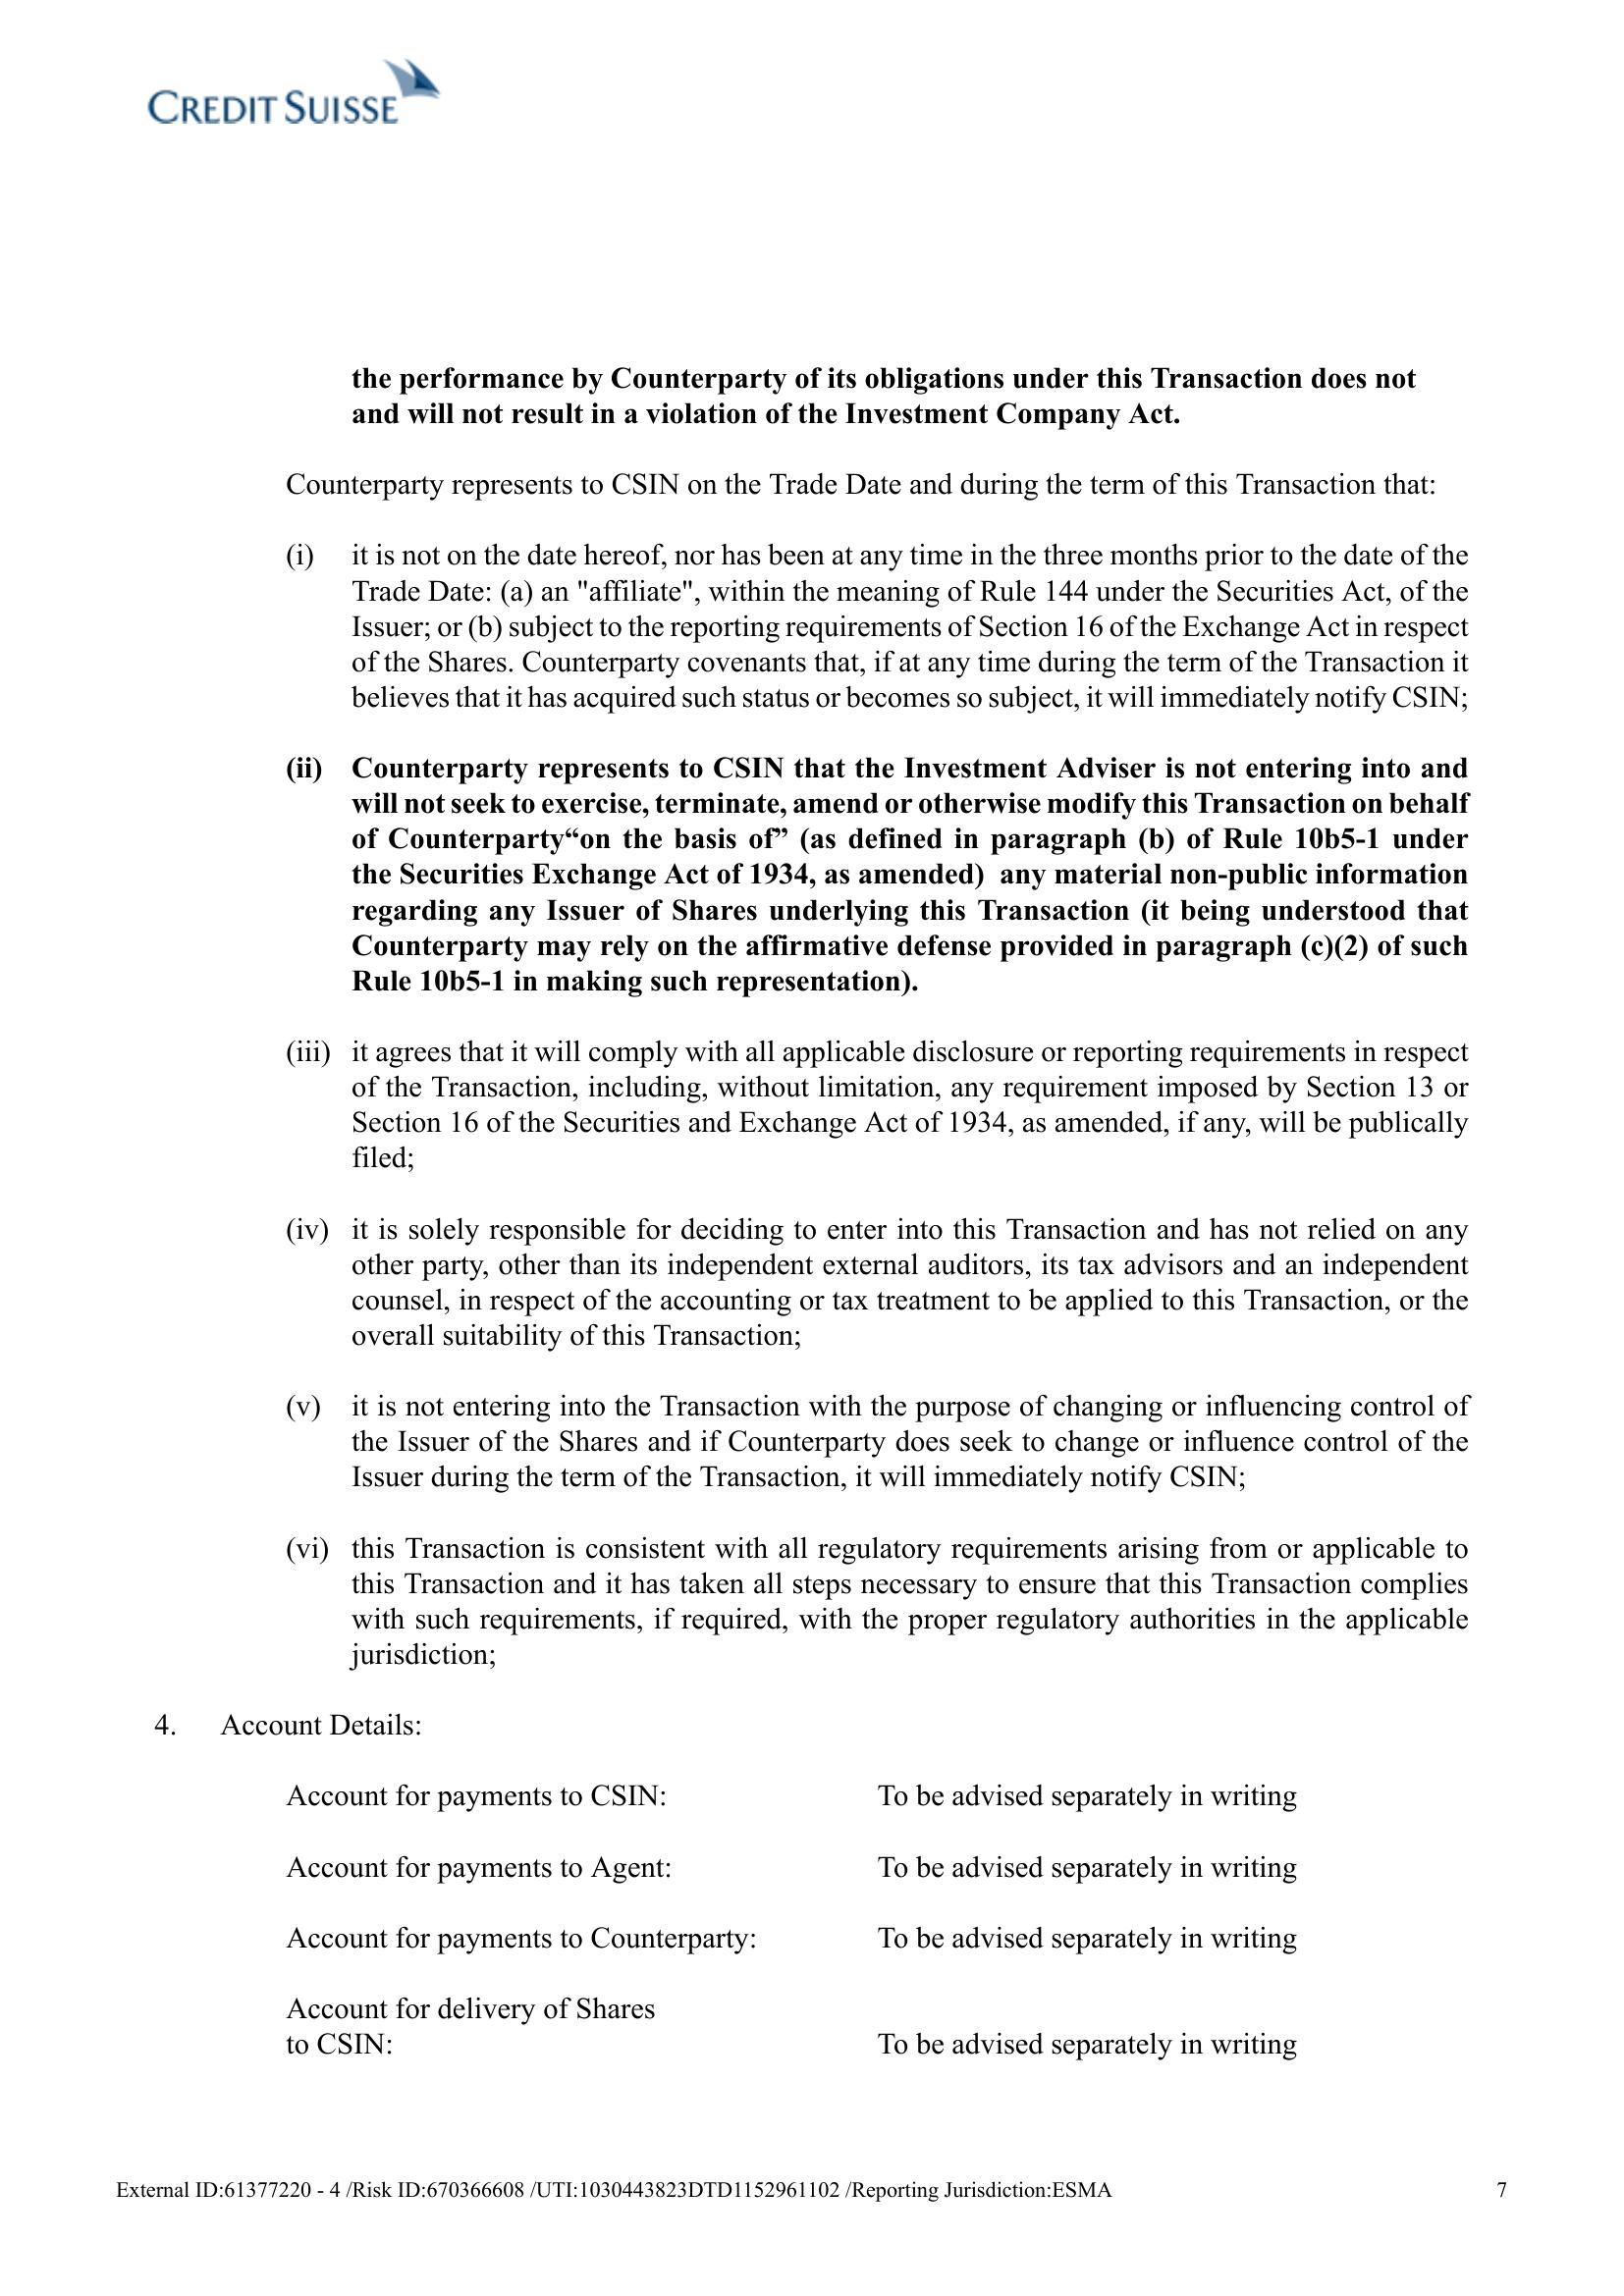 CREDIT SUISSE
the performance by Counterparty of its obligations under this Transaction does not
and will not result in a violation of the Investment Company Act.
Counterparty represents to CSIN on the Trade Date and during the term of this Transaction that:
(i) it is not on the date hereof, nor has been at any time in the three months prior to the date of the
Trade Date: (a) an "affiliate", within the meaning of Rule 144 under the Securities Act, of the
Issuer; or (b) subject to the reporting requirements of Section 16 of the Exchange Act in respect
of the Shares. Counterparty covenants that, if at any time during the term of the Transaction it
believes that it has acquired such status or becomes so subject, it will immediately notify CSIN;
(ii) Counterparty represents to CSIN that the Investment Adviser is not entering into and
will not seek to exercise, terminate, amend or otherwise modify this Transaction on behalf
of Counterparty“on the basis of” (as defined in paragraph (b) of Rule 10b5-1 under
the Securities Exchange Act of 1934, as amended)  any material non-public information
regarding any Issuer of Shares underlying this Transaction (it being understood that
Counterparty may rely on the affirmative defense provided in paragraph (c)(2) of such
Rule 10b5-1 in making such representation).
(iii) it agrees that it will comply with all applicable disclosure or reporting requirements in respect
of the Transaction, including, without limitation, any requirement imposed by Section 13 or
Section 16 of the Securities and Exchange Act of 1934, as amended, if any, will be publically
filed;
(iv) it is solely responsible for deciding to enter into this Transaction and has not relied on any
other party, other than its independent external auditors, its tax advisors and an independent
counsel, in respect of the accounting or tax treatment to be applied to this Transaction, or the
overall suitability of this Transaction;
(v) it is not entering into the Transaction with the purpose of changing or influencing control of
the Issuer of the Shares and if Counterparty does seek to change or influence control of the
Issuer during the term of the Transaction, it will immediately notify CSIN;
(vi) this Transaction is consistent with all regulatory requirements arising from or applicable to
this Transaction and it has taken all steps necessary to ensure that this Transaction complies
with such requirements, if required, with the proper regulatory authorities in the applicable
jurisdiction;
4. Account Details:
Account for payments to CSIN: To be advised separately in writing
Account for payments to Agent: To be advised separately in writing
Account for payments to Counterparty: To be advised separately in writing
Account for delivery of Shares
to CSIN: To be advised separately in writing
External ID:61377220 - 4 /Risk ID:670366608 /UTI:1030443823DTD1152961102 /Reporting Jurisdiction:ESMA 7